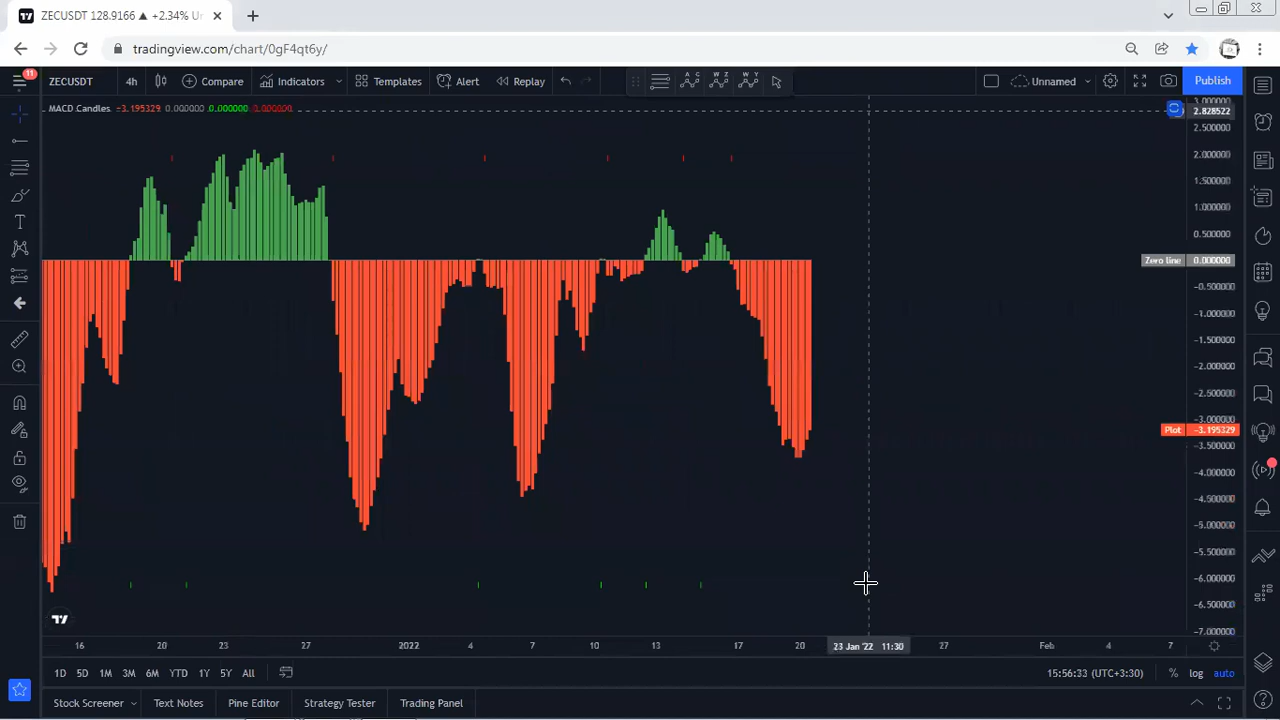 ZECUSDT 128.9166 ▲ +2.34% Un
tradingview.com/chart/0gF4qt6y/
11
ZECUSDT 4h Compare Indicators Templates Alert Replay Unnamed Publish
MACD Candles -3.195329 0.000000 0.000000 0.000000
3.000000
2.828522
2.500000
2.000000
1.500000
1.000000
0.500000
Zero line 0.000000
-0.500000
-1.000000
-1.500000
-2.000000
-2.500000
-3.000000
Plot -3.195329
-3.500000
-4.000000
-4.500000
-5.000000
-5.500000
-6.000000
-6.500000
-7.000000
16 20 23 27 2022 4 7 10 13 17 20 23 Jan '22 11:30 27 Feb 4 7
1D 5D 1M 3M 6M YTD 1Y 5Y All 15:56:33 (UTC+3:30) % log auto
Stock Screener Text Notes Pine Editor Strategy Tester Trading Panel